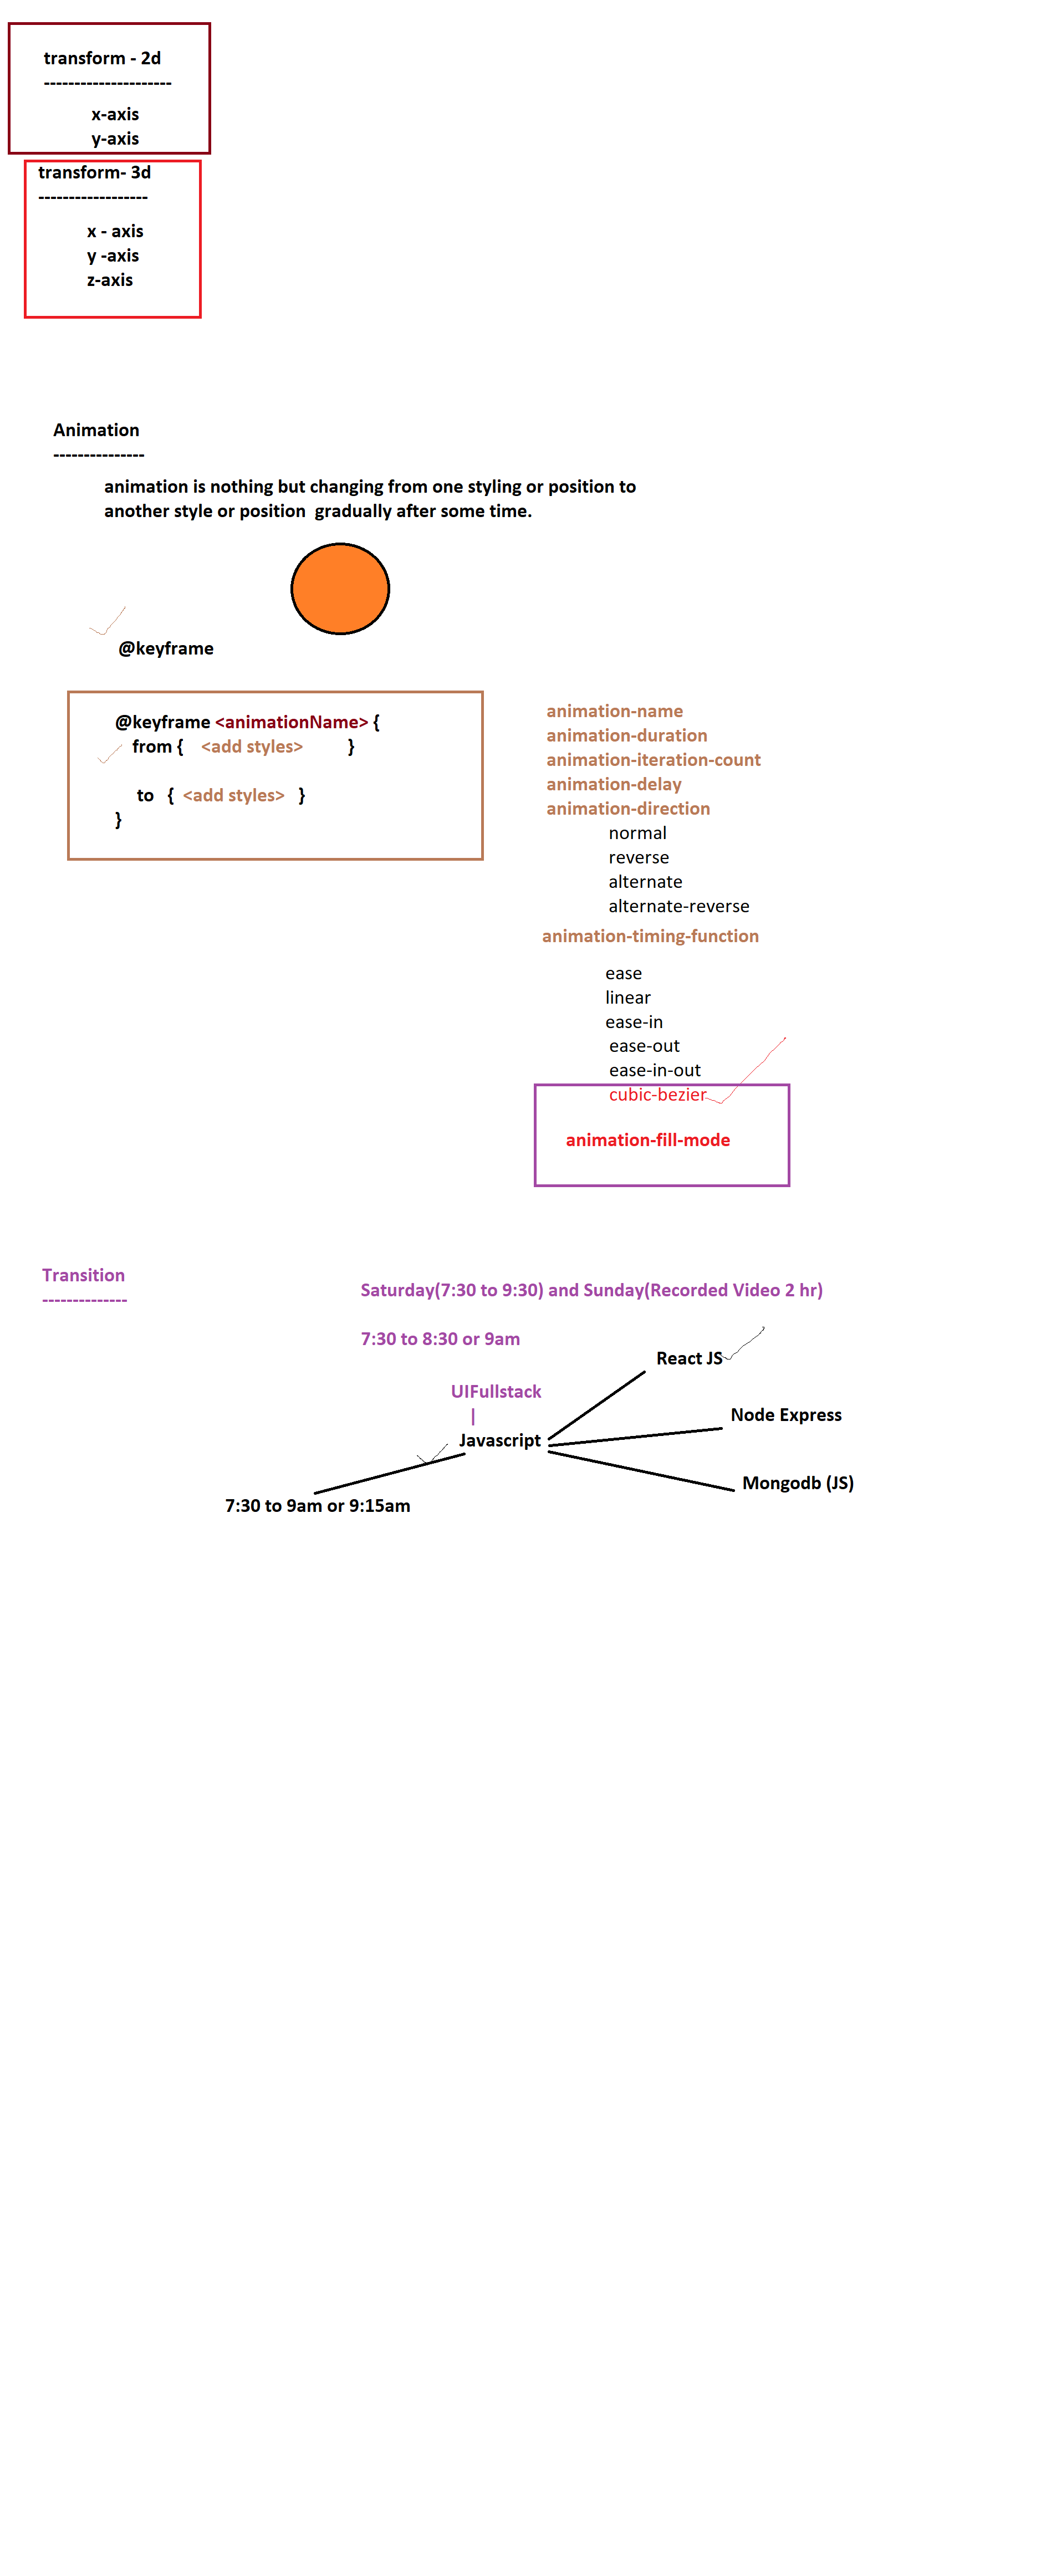 transform - 2d
---------------------
x-axis
y-axis
transform- 3d
------------------
x - axis
y -axis
z-axis
Animation
---------------
animation is nothing but changing from one styling or position to
another style or position  gradually after some time.
@keyframe
@keyframe <animationName> {
from {    <add styles>          }
to   {  <add styles>   }
}
animation-name
animation-duration
animation-iteration-count
animation-delay
animation-direction
normal
reverse
alternate
alternate-reverse
animation-timing-function
ease
linear
ease-in
ease-out
ease-in-out
cubic-bezier
animation-fill-mode
Transition
--------------
Saturday(7:30 to 9:30) and Sunday(Recorded Video 2 hr)
7:30 to 8:30 or 9am
React JS
UIFullstack
|
Node Express
Javascript
Mongodb (JS)
7:30 to 9am or 9:15am